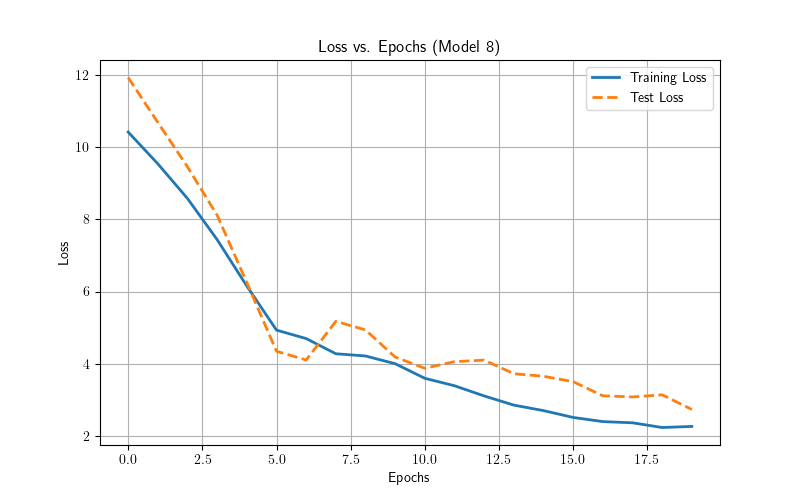 Loss vs. Epochs (Model 8)
Training Loss
Test Loss
12
10
8
6
4
2
Loss
0.0 2.5 5.0 7.5 10.0 12.5 15.0 17.5
Epochs